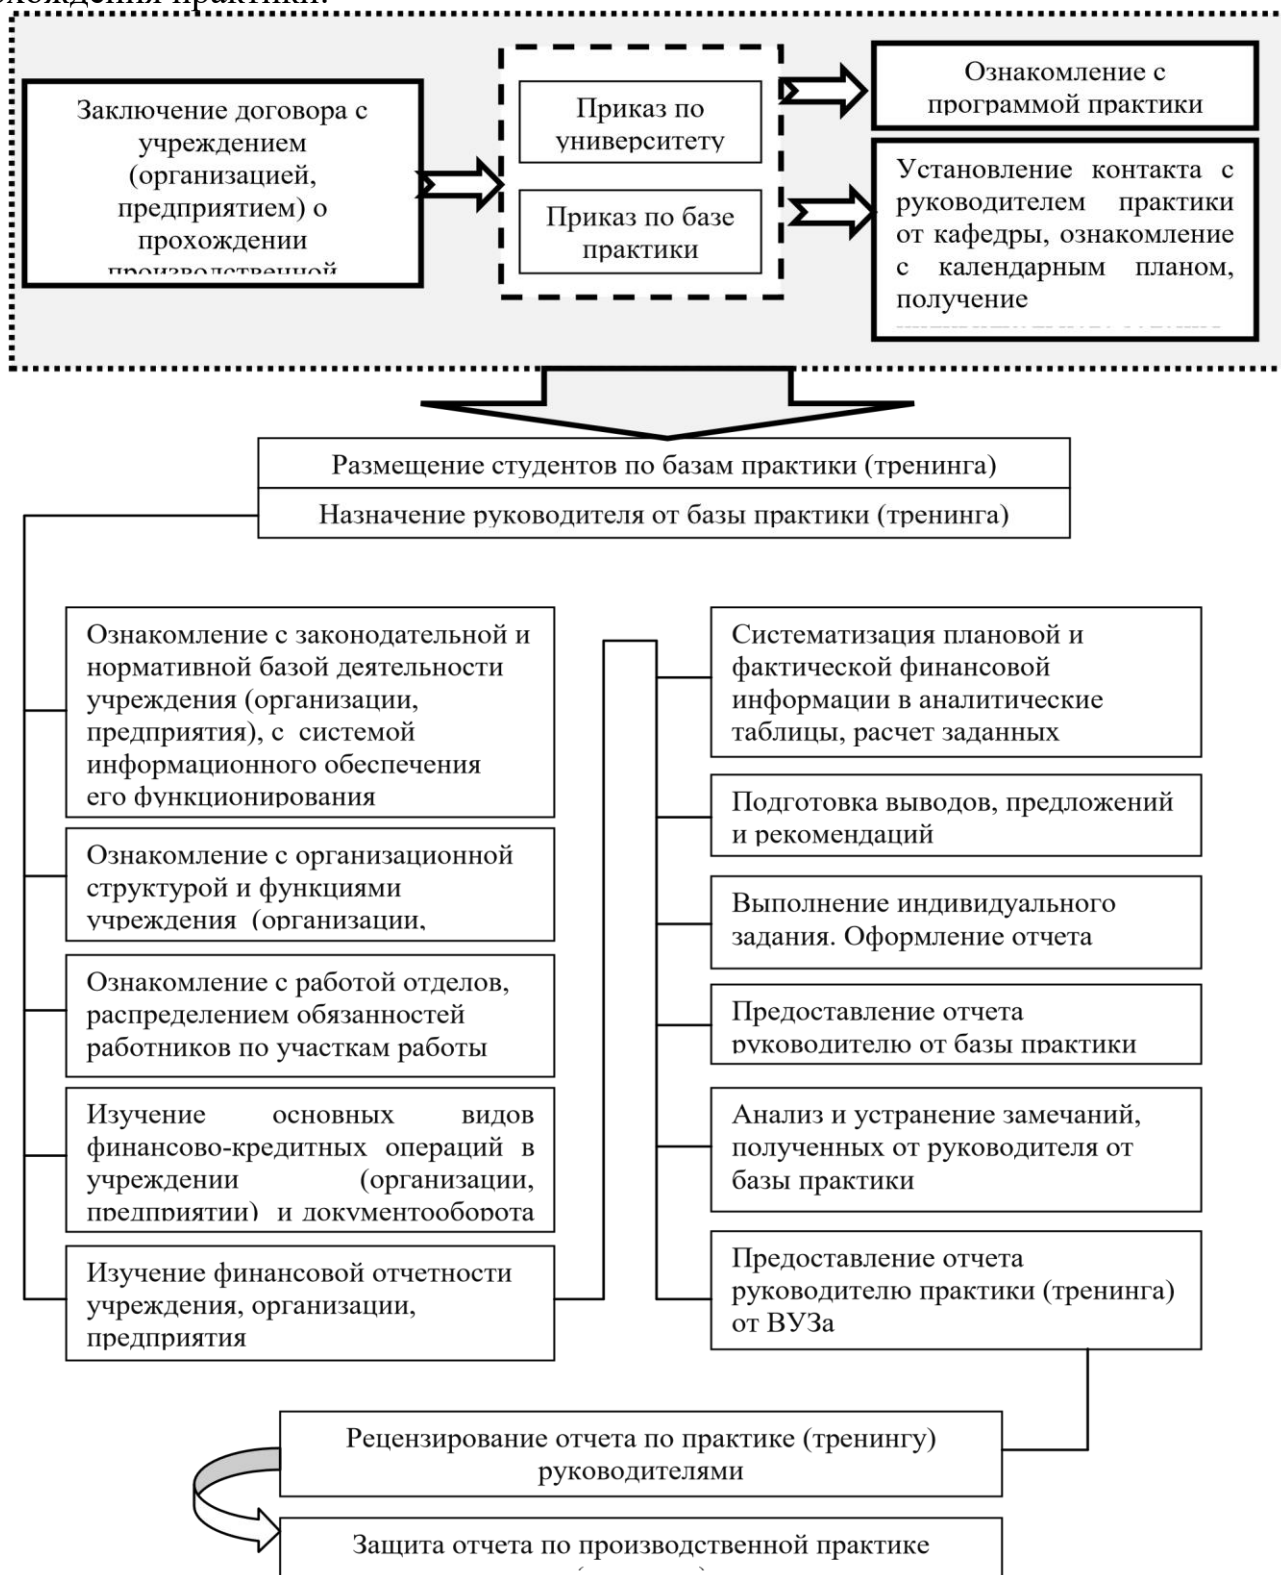 охождения практики.
Заключение договора с
учреждением
(организацией,
предприятием) о
прохождении
производственной
Приказ по
университету
Приказ по базе
практики
Ознакомление с
программой практики
Установление контакта с
руководителем практики
от кафедры, ознакомление
с календарным планом,
получение
Размещение студентов по базам практики (тренинга)
Назначение руководителя от базы практики (тренинга)
Ознакомление с законодательной и
нормативной базой деятельности
учреждения (организации,
предприятия), с системой
информационного обеспечения
его функционирования
Ознакомление с организационной
структурой и функциями
учреждения (организации,
Ознакомление с работой отделов,
распределением обязанностей
работников по участкам работы
Изучение основных видов
финансово-кредитных операций в
учреждении (организации,
предприятии) и документооборота
Изучение финансовой отчетности
учреждения, организации,
предприятия
Систематизация плановой и
фактической финансовой
информации в аналитические
таблицы, расчет заданных
Подготовка выводов, предложений
и рекомендаций
Выполнение индивидуального
задания. Оформление отчета
Предоставление отчета
руководителю от базы практики
Анализ и устранение замечаний,
полученных от руководителя от
базы практики
Предоставление отчета
руководителю практики (тренинга)
от ВУЗа
Рецензирование отчета по практике (тренингу)
руководителями
Защита отчета по производственной практике